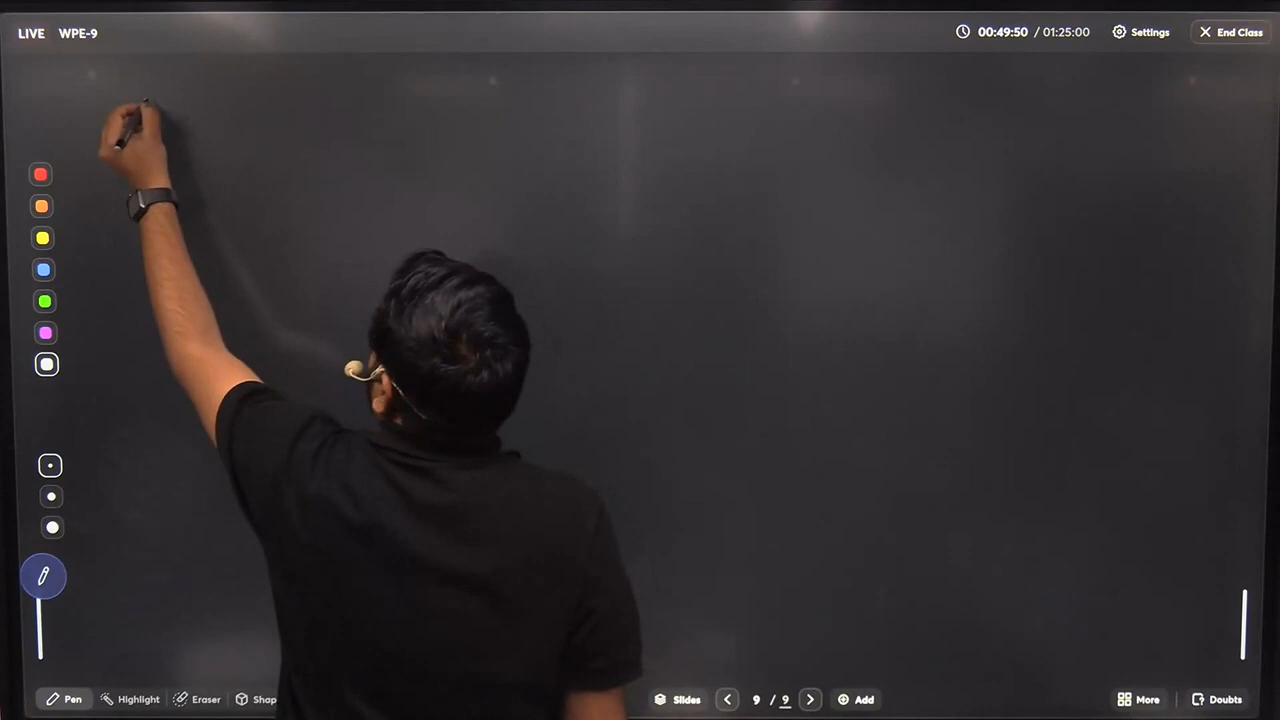 LIVE WPE-9 00:49:50 / 01:25:00 Settings End Class
Pen Highlight Eraser Shap Slides 9 / 9 Add More Doubts